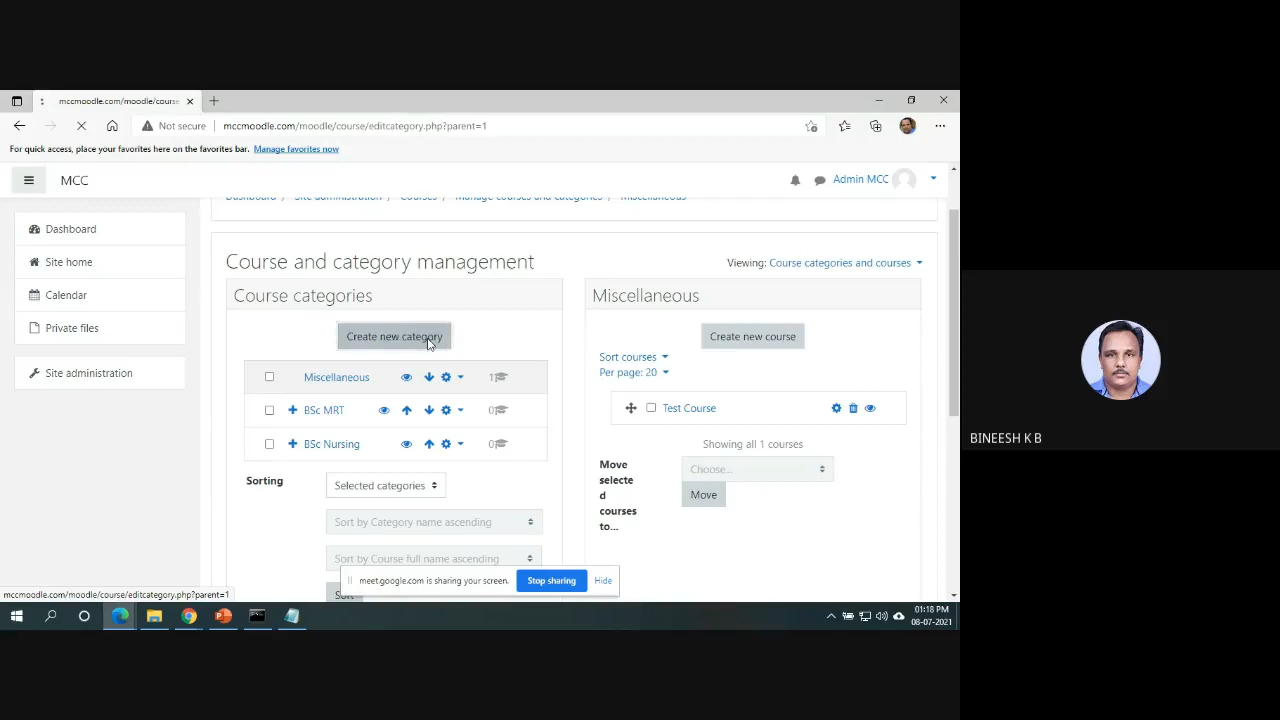 mccmoodle.com/moodle/course
Not secure
mccmoodle.com/moodle/course/editcategory.php?parent=1
For quick access, place your favorites here on the favorites bar. Manage favorites now
MCC
Admin MCC
Dashboard / Site administration / Courses / Manage courses and categories / Miscellaneous
Dashboard
Site home
Calendar
Private files
Site administration
Course and category management
Viewing: Course categories and courses
Course categories
Create new category
Miscellaneous
1
BSc MRT
0
BSc Nursing
0
Sorting
Selected categories
Sort by Category name ascending
Sort by Course full name ascending
Sort
Miscellaneous
Create new course
Sort courses
Per page: 20
Test Course
Showing all 1 courses
Move
selecte
d
courses
to...
Choose...
Move
meet.google.com is sharing your screen.
Stop sharing
Hide
mccmoodle.com/moodle/course/editcategory.php?parent=1
01:18 PM
08-07-2021
BINEESH K B